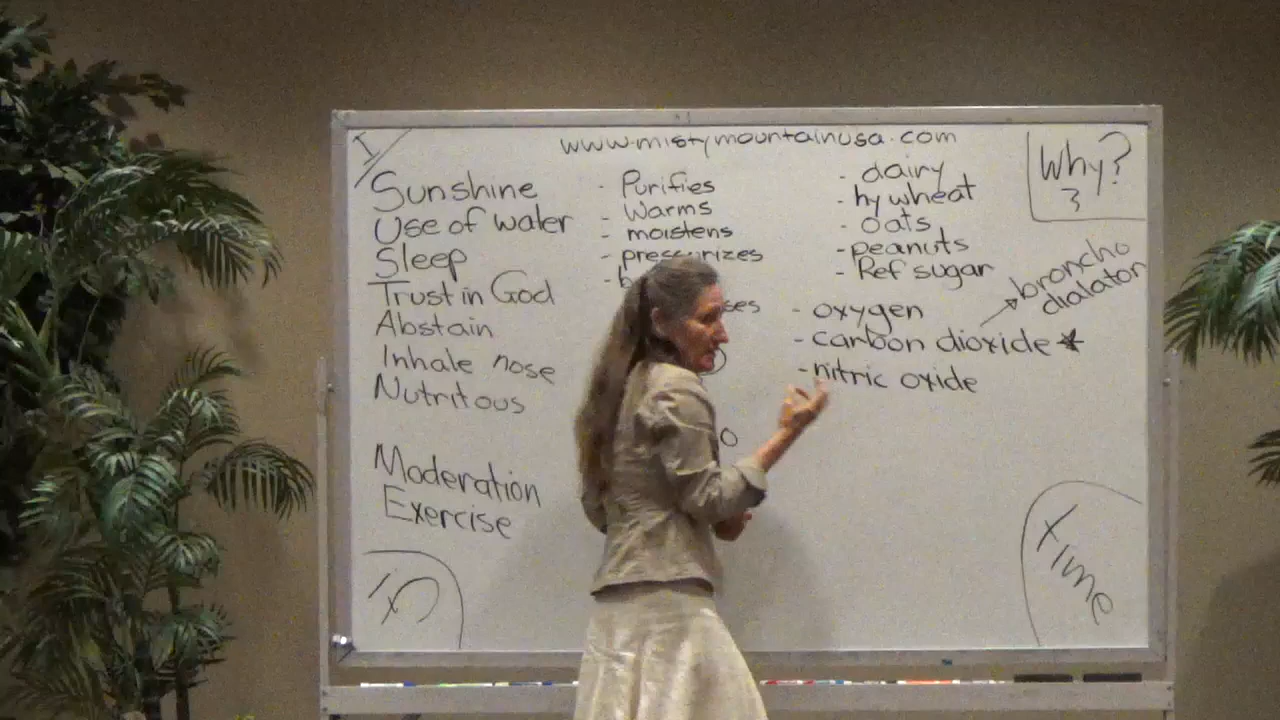 I
www.mistymountainusa.com
Why?
3
Sunshine
Use of water
Sleep
Trust in God
Abstain
Inhale nose
Nutritous
Moderation
Exercise
- Purifies
- Warms
- moistens
- pressurizes
- dairy
- hy wheat
- oats
- peanuts
- Ref sugar
- oxygen
- carbon dioxide
- nitric oxide
broncho
dialator
Time